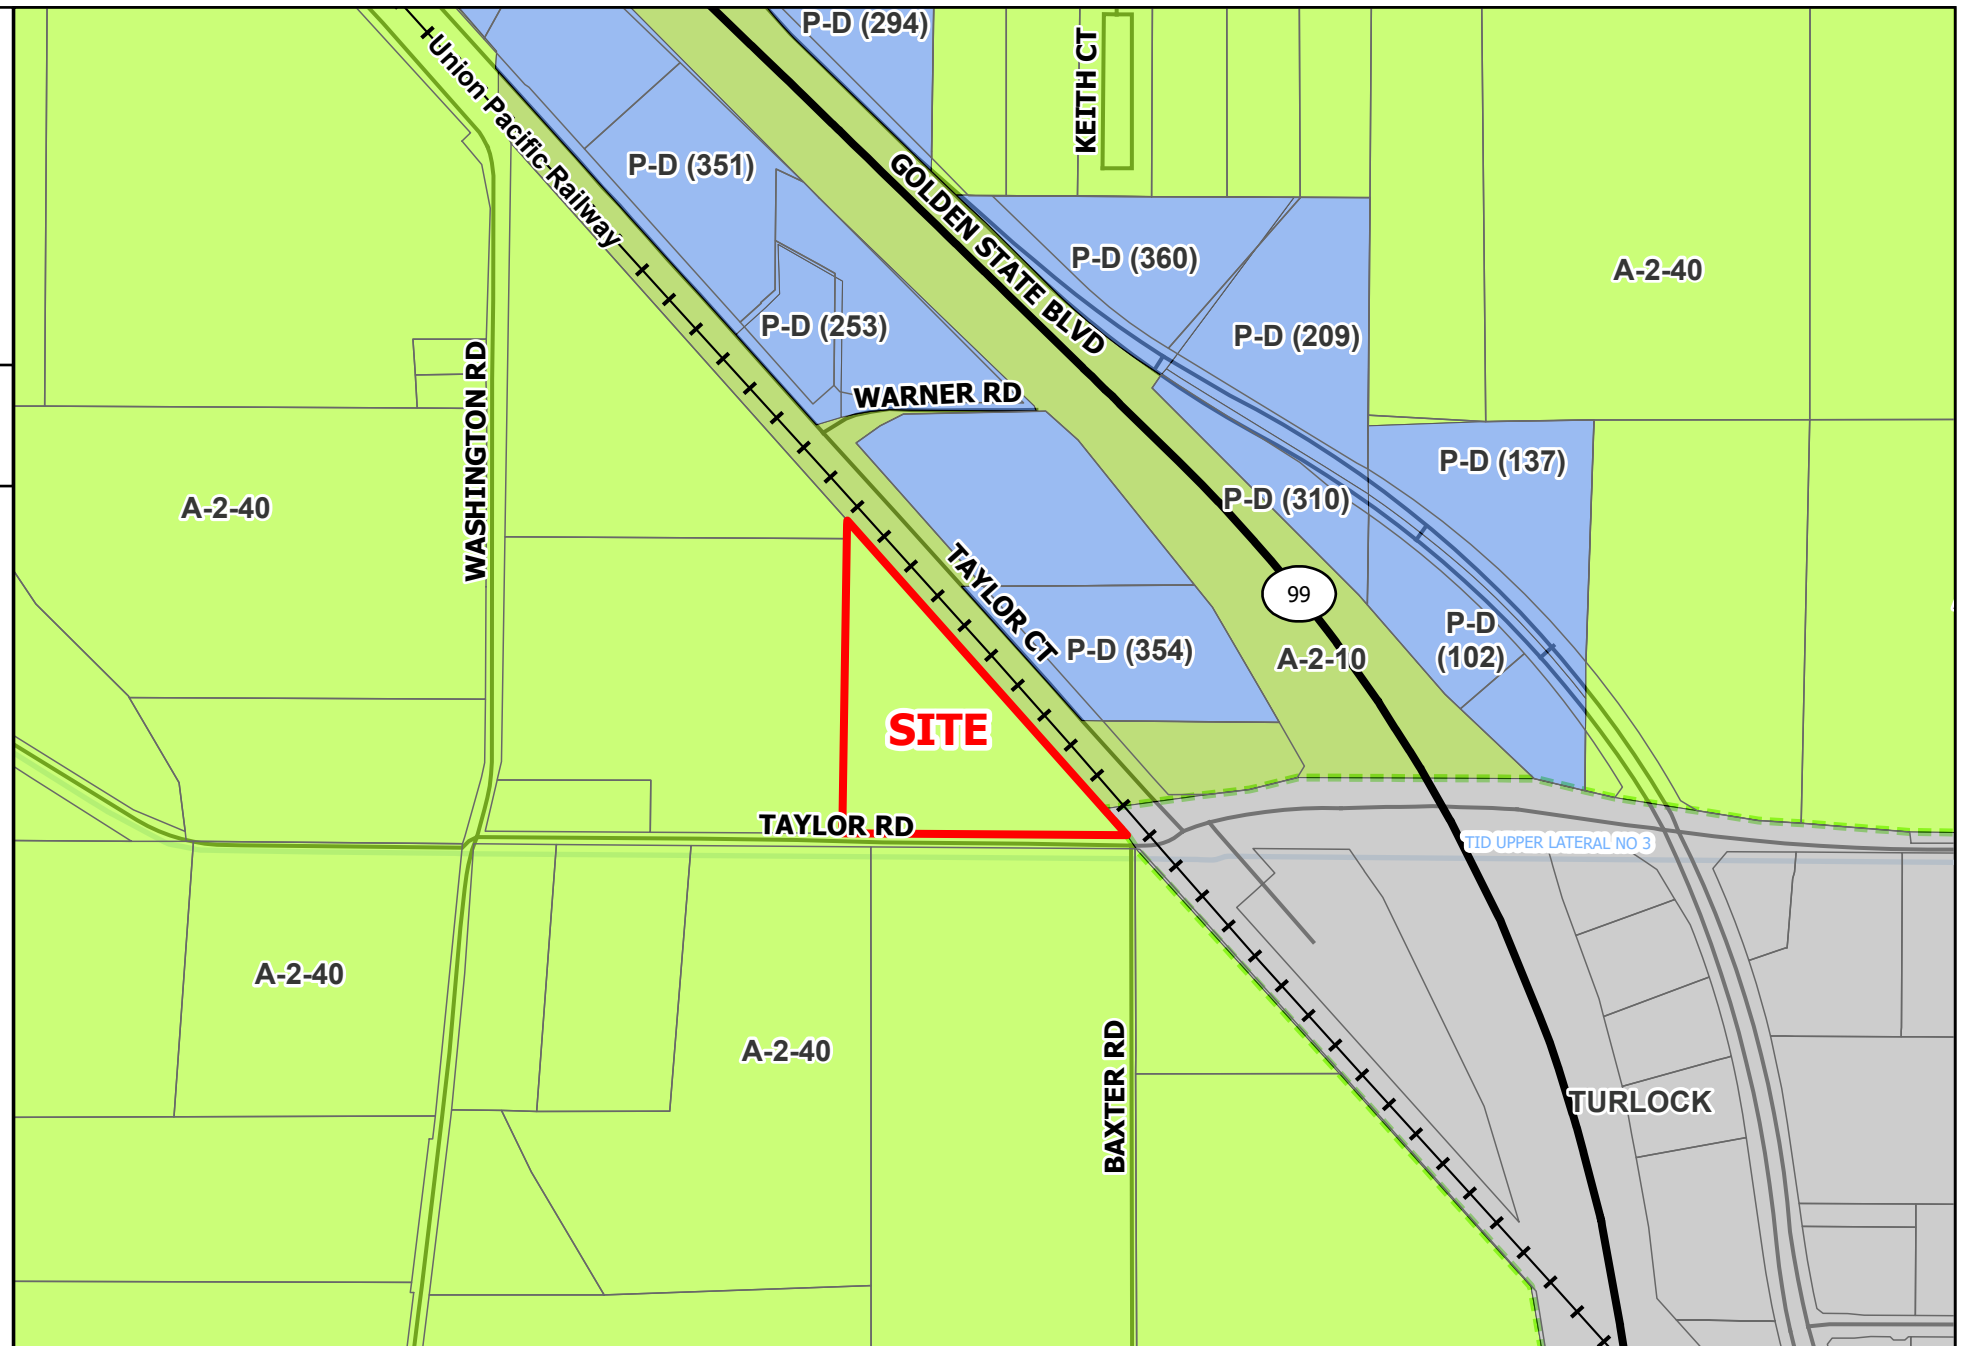 P-D (294)
KEITH CT
Union Pacific Railway
P-D (351)
GOLDEN STATE BLVD
P-D (360)
A-2-40
P-D (253)
P-D (209)
WASHINGTON RD
WARNER RD
P-D (137)
A-2-40
P-D (310)
TAYLOR CT
99
P-D
(102)
P-D (354)
A-2-10
SITE
TAYLOR RD
TID UPPER LATERAL NO 3
A-2-40
A-2-40
BAXTER RD
TURLOCK